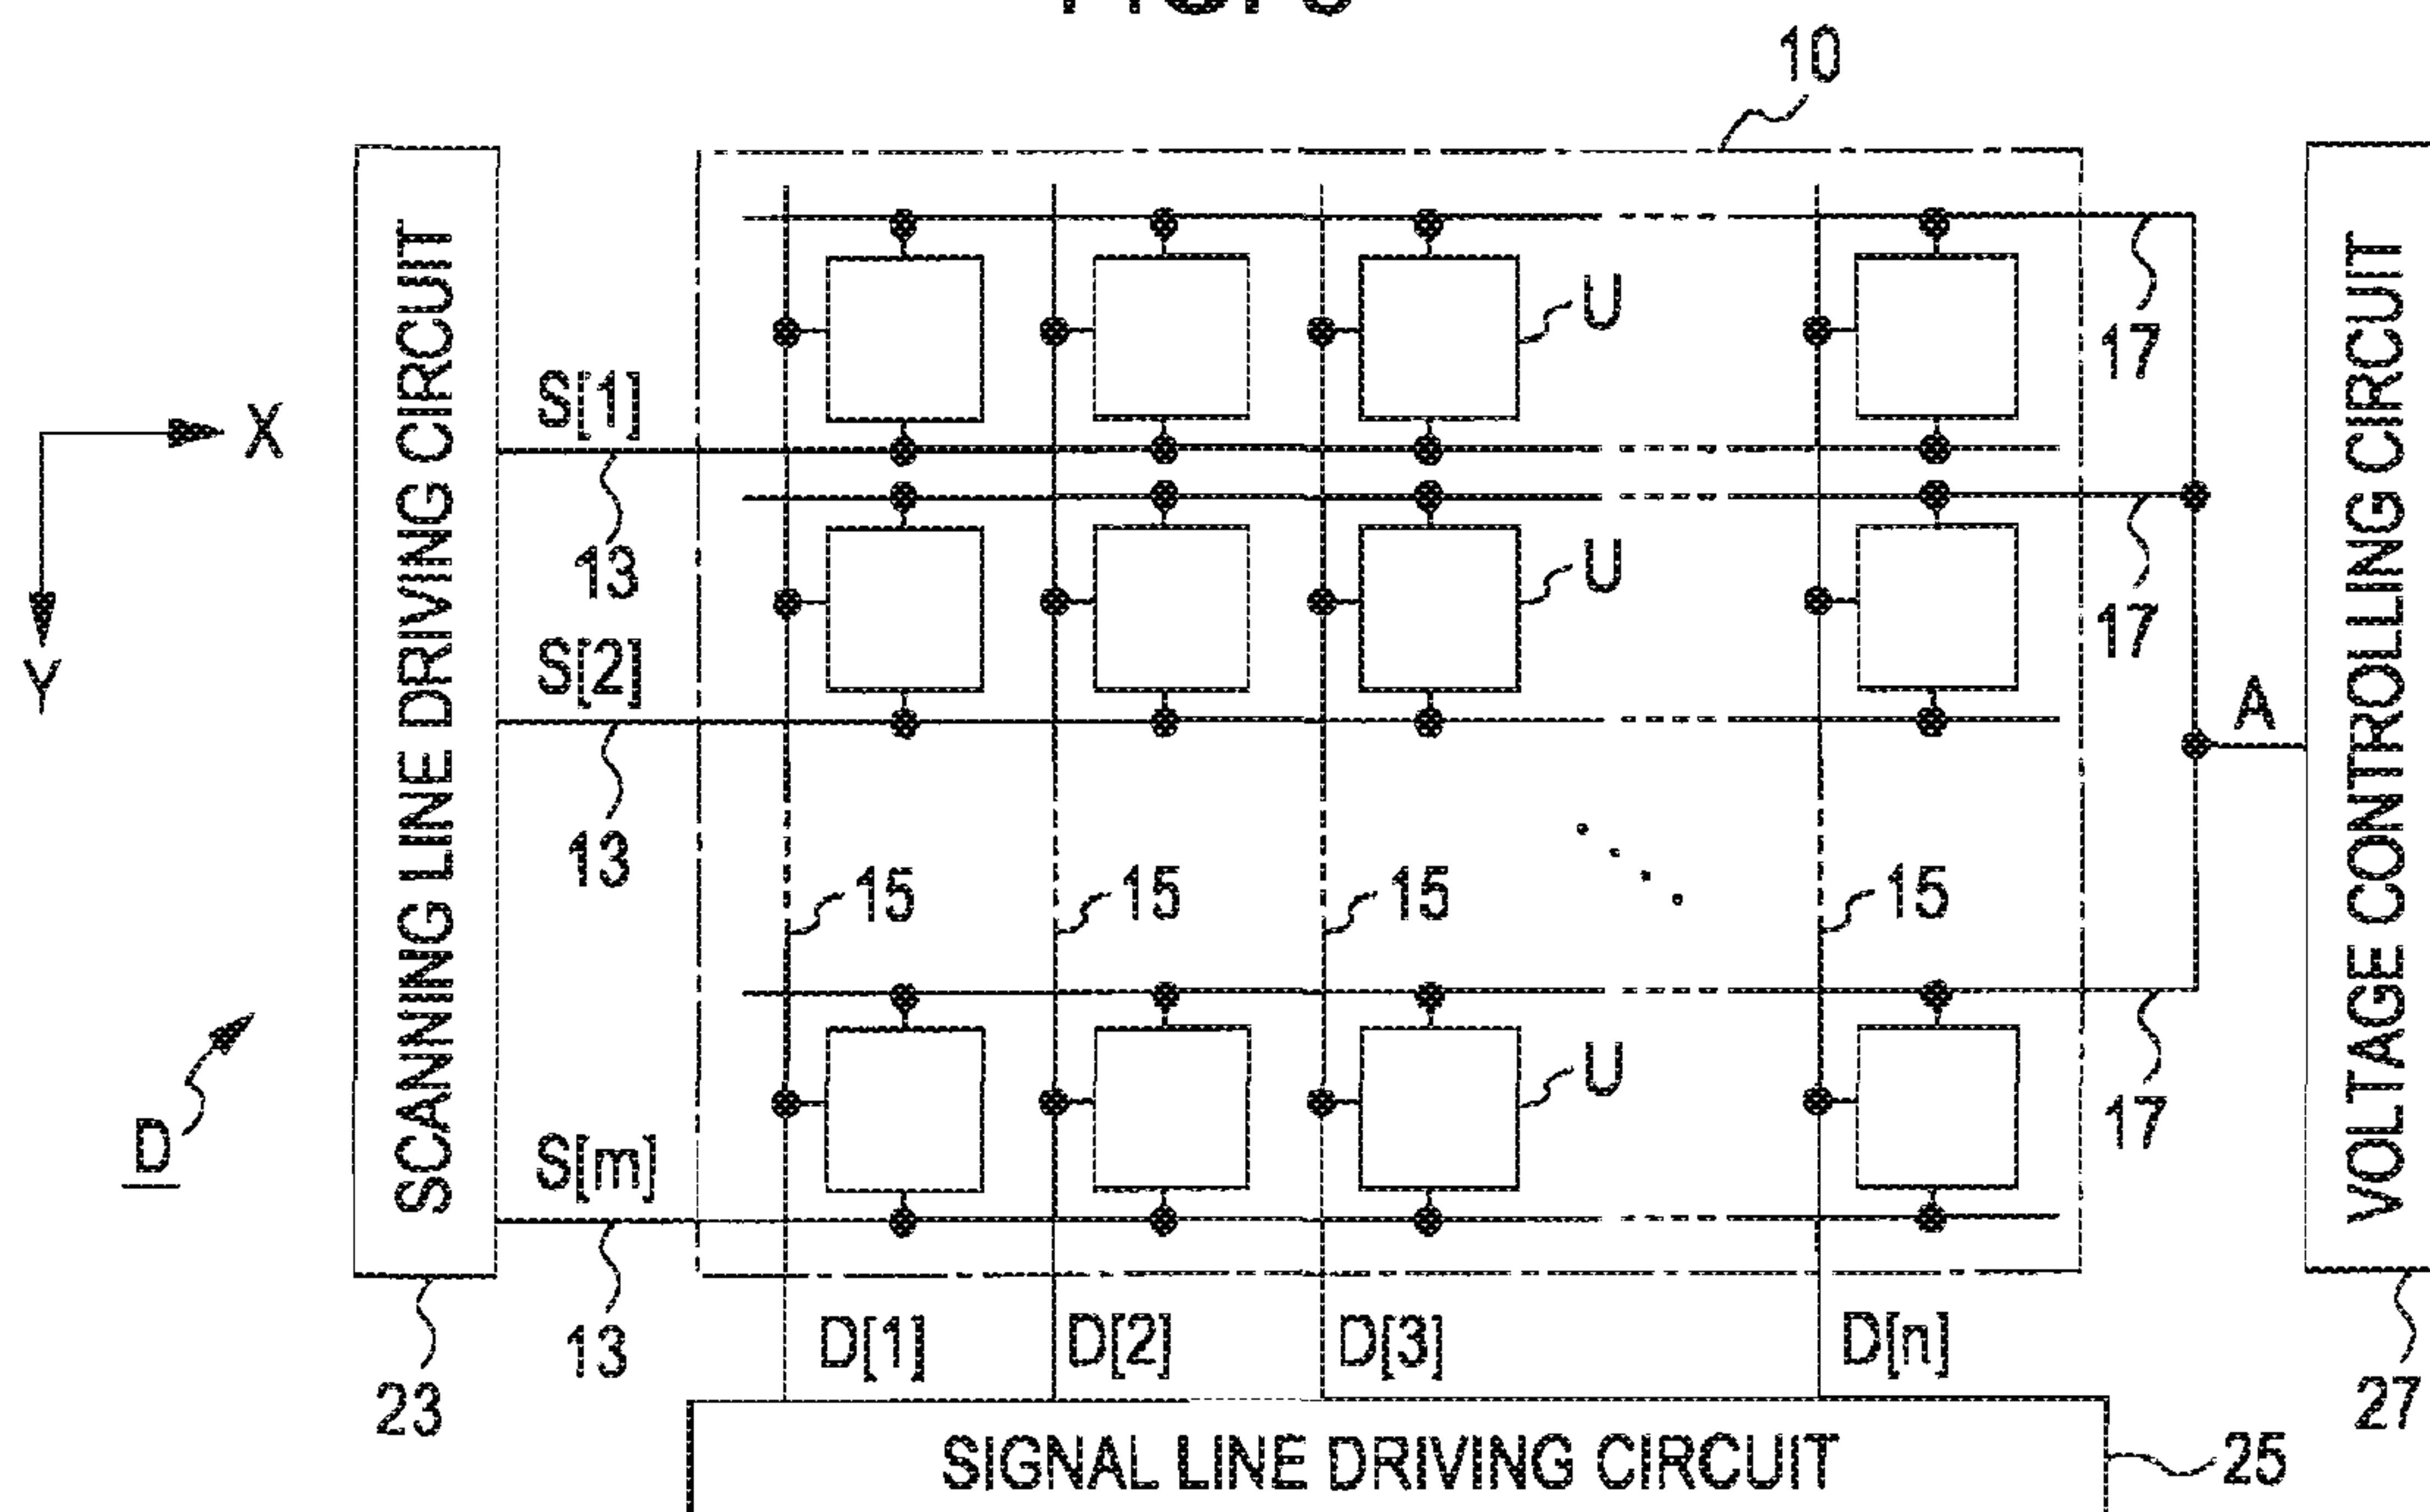 10
SCANNING LINE DRIVING CIRCUIT
VOLTAGE CONTROLLING CIRCUIT
X
Y
S[1]
U
17
13
U
17
S[2]
A
13
15 15 15 15
D
U
17
S[m]
13
D[1] D[2] D[3] D[n]
23
27
SIGNAL LINE DRIVING CIRCUIT
25